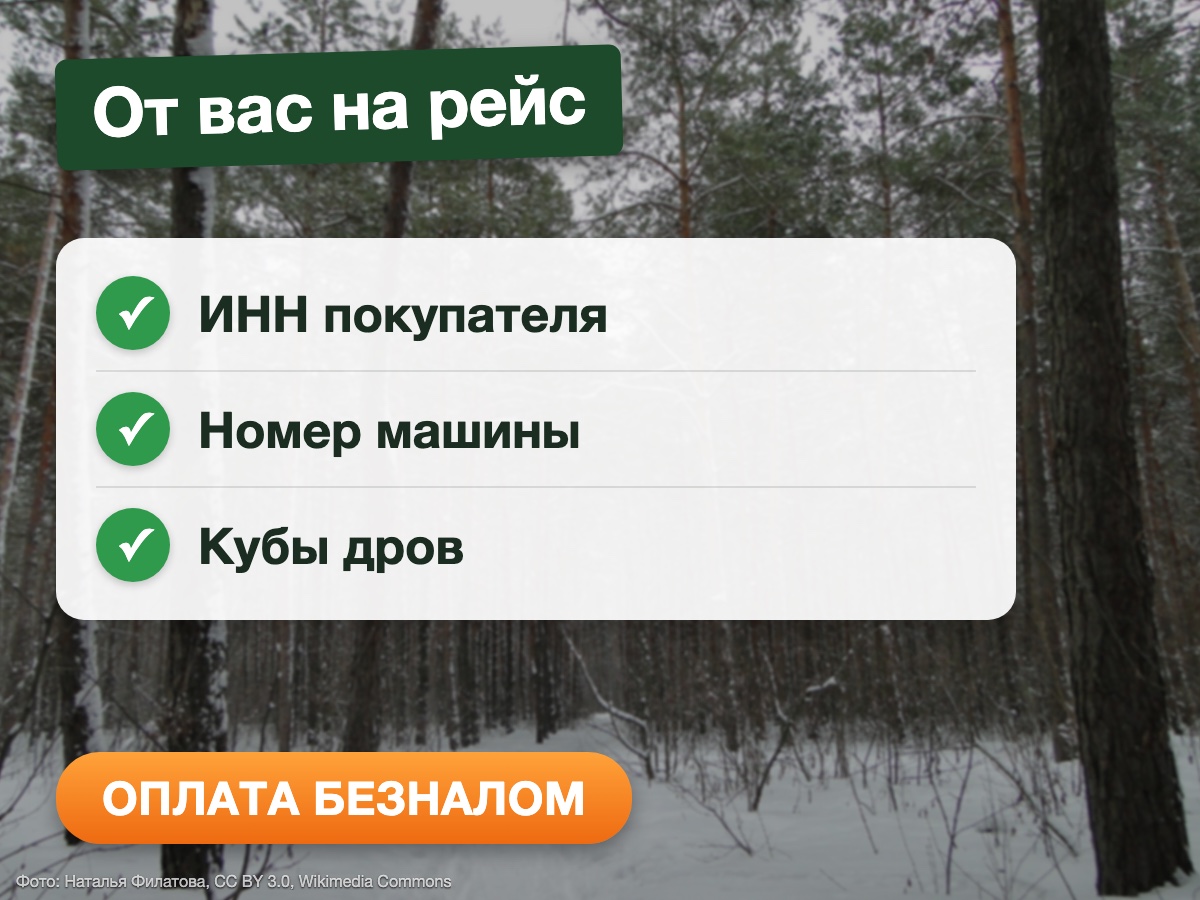 От вас на рейс
ИНН покупателя
Номер машины
Кубы дров
ОПЛАТА БЕЗНАЛОМ
Фото: Наталья Филатова, CC BY 3.0, Wikimedia Commons